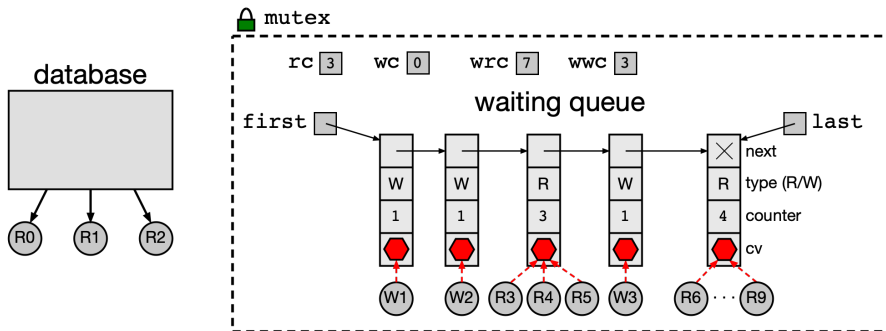 mutex
rc 3 wc 0 wrc 7 wwc 3
database
waiting queue
first last
next
W W R W R type (R/W)
1 1 3 1 4 counter
cv
R0 R1 R2
W1 W2 R3 R4 R5 W3 R6 ··· R9